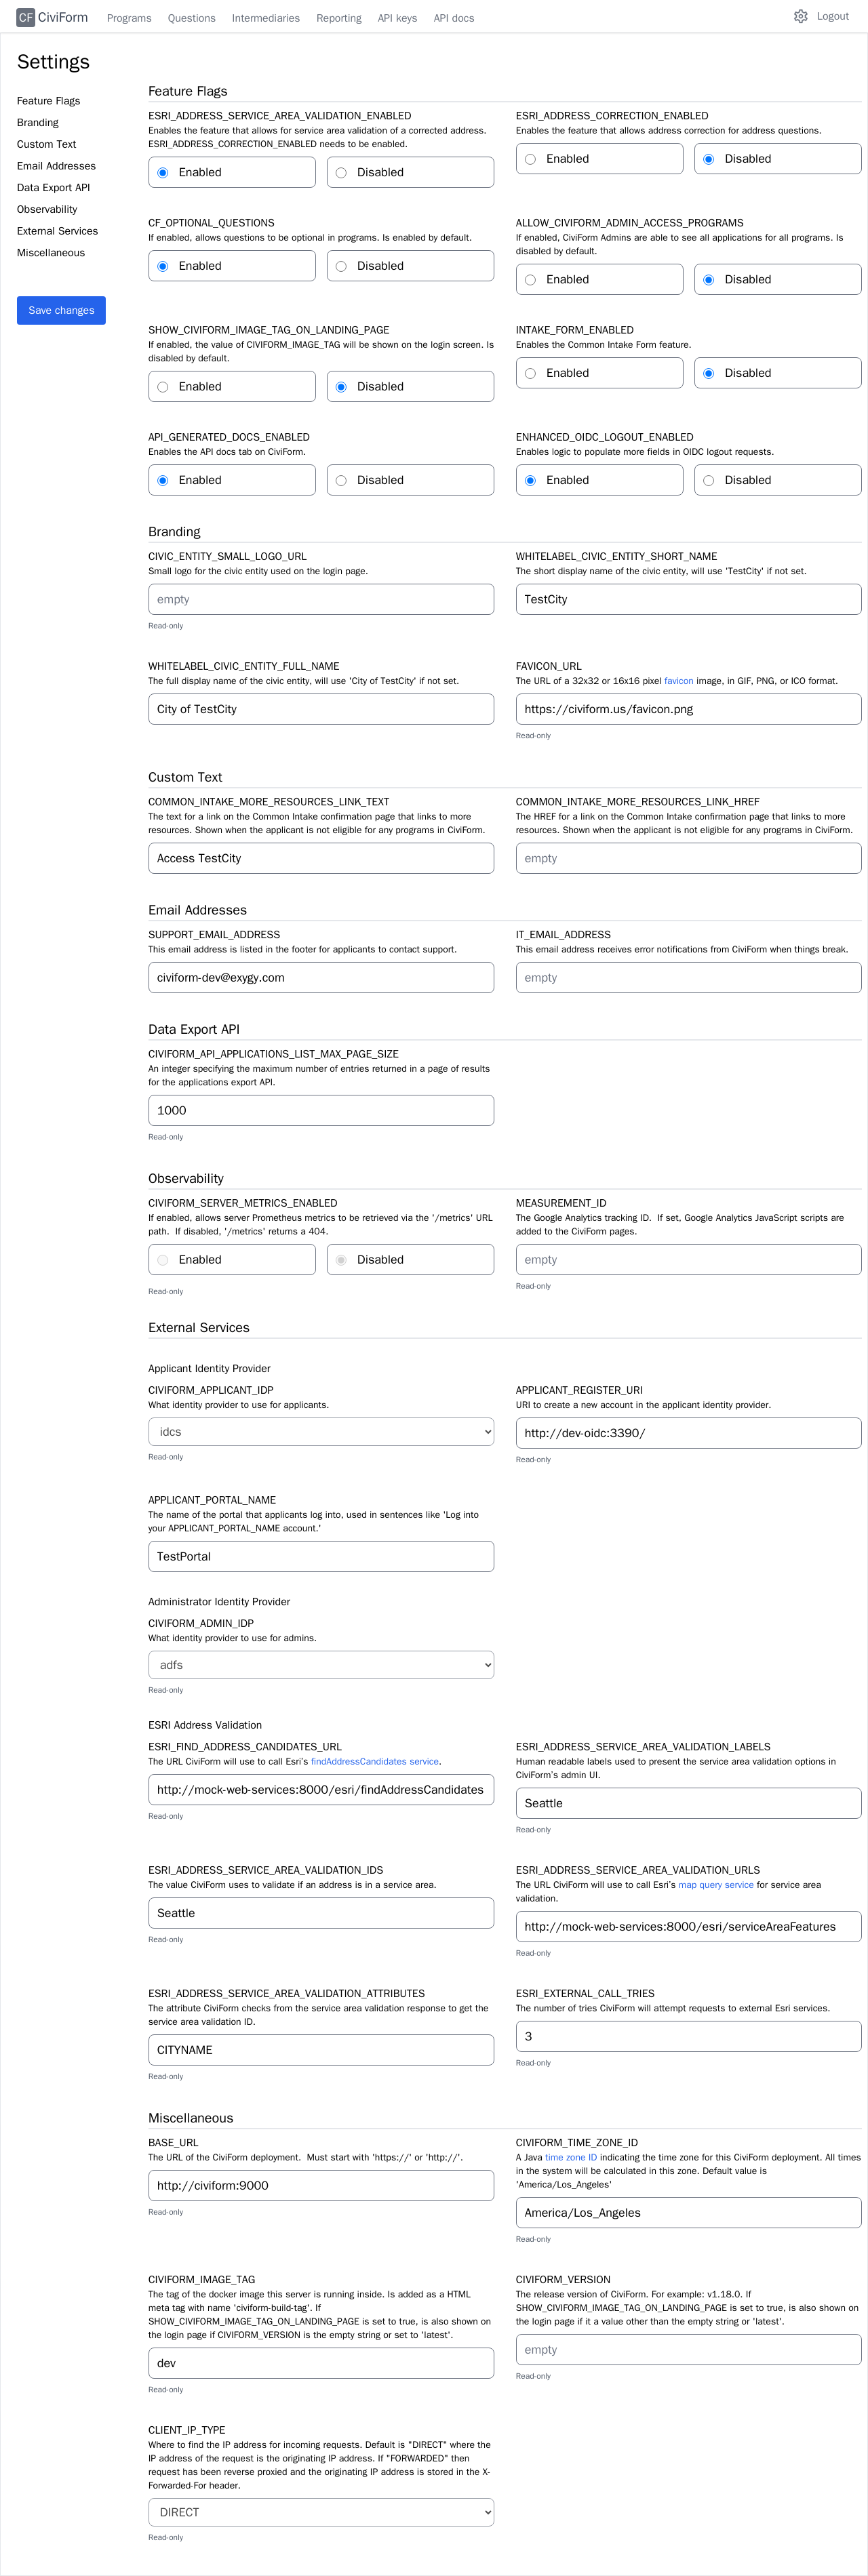 CF CiviForm Programs Questions Intermediaries Reporting API keys API docs Logout
Settings
Feature Flags
Branding
Custom Text
Email Addresses
Data Export API
Observability
External Services
Miscellaneous
Save changes
Feature Flags
ESRI_ADDRESS_SERVICE_AREA_VALIDATION_ENABLED
Enables the feature that allows for service area validation of a corrected address.
ESRI_ADDRESS_CORRECTION_ENABLED needs to be enabled.
Enabled Disabled
ESRI_ADDRESS_CORRECTION_ENABLED
Enables the feature that allows address correction for address questions.
Enabled Disabled
CF_OPTIONAL_QUESTIONS
If enabled, allows questions to be optional in programs. Is enabled by default.
Enabled Disabled
ALLOW_CIVIFORM_ADMIN_ACCESS_PROGRAMS
If enabled, CiviForm Admins are able to see all applications for all programs. Is
disabled by default.
Enabled Disabled
SHOW_CIVIFORM_IMAGE_TAG_ON_LANDING_PAGE
If enabled, the value of CIVIFORM_IMAGE_TAG will be shown on the login screen. Is
disabled by default.
Enabled Disabled
INTAKE_FORM_ENABLED
Enables the Common Intake Form feature.
Enabled Disabled
API_GENERATED_DOCS_ENABLED
Enables the API docs tab on CiviForm.
Enabled Disabled
ENHANCED_OIDC_LOGOUT_ENABLED
Enables logic to populate more fields in OIDC logout requests.
Enabled Disabled
Branding
CIVIC_ENTITY_SMALL_LOGO_URL
Small logo for the civic entity used on the login page.
empty
Read-only
WHITELABEL_CIVIC_ENTITY_SHORT_NAME
The short display name of the civic entity, will use 'TestCity' if not set.
TestCity
WHITELABEL_CIVIC_ENTITY_FULL_NAME
The full display name of the civic entity, will use 'City of TestCity' if not set.
City of TestCity
FAVICON_URL
The URL of a 32x32 or 16x16 pixel favicon image, in GIF, PNG, or ICO format.
https://civiform.us/favicon.png
Read-only
Custom Text
COMMON_INTAKE_MORE_RESOURCES_LINK_TEXT
The text for a link on the Common Intake confirmation page that links to more
resources. Shown when the applicant is not eligible for any programs in CiviForm.
Access TestCity
COMMON_INTAKE_MORE_RESOURCES_LINK_HREF
The HREF for a link on the Common Intake confirmation page that links to more
resources. Shown when the applicant is not eligible for any programs in CiviForm.
empty
Email Addresses
SUPPORT_EMAIL_ADDRESS
This email address is listed in the footer for applicants to contact support.
civiform-dev@exygy.com
IT_EMAIL_ADDRESS
This email address receives error notifications from CiviForm when things break.
empty
Data Export API
CIVIFORM_API_APPLICATIONS_LIST_MAX_PAGE_SIZE
An integer specifying the maximum number of entries returned in a page of results
for the applications export API.
1000
Read-only
Observability
CIVIFORM_SERVER_METRICS_ENABLED
If enabled, allows server Prometheus metrics to be retrieved via the '/metrics' URL
path. If disabled, '/metrics' returns a 404.
Enabled Disabled
Read-only
MEASUREMENT_ID
The Google Analytics tracking ID. If set, Google Analytics JavaScript scripts are
added to the CiviForm pages.
empty
Read-only
External Services
Applicant Identity Provider
CIVIFORM_APPLICANT_IDP
What identity provider to use for applicants.
idcs
Read-only
APPLICANT_REGISTER_URI
URI to create a new account in the applicant identity provider.
http://dev-oidc:3390/
Read-only
APPLICANT_PORTAL_NAME
The name of the portal that applicants log into, used in sentences like 'Log into
your APPLICANT_PORTAL_NAME account.'
TestPortal
Administrator Identity Provider
CIVIFORM_ADMIN_IDP
What identity provider to use for admins.
adfs
Read-only
ESRI Address Validation
ESRI_FIND_ADDRESS_CANDIDATES_URL
The URL CiviForm will use to call Esri's findAddressCandidates service.
http://mock-web-services:8000/esri/findAddressCandidates
Read-only
ESRI_ADDRESS_SERVICE_AREA_VALIDATION_LABELS
Human readable labels used to present the service area validation options in
CiviForm's admin UI.
Seattle
Read-only
ESRI_ADDRESS_SERVICE_AREA_VALIDATION_IDS
The value CiviForm uses to validate if an address is in a service area.
Seattle
Read-only
ESRI_ADDRESS_SERVICE_AREA_VALIDATION_URLS
The URL CiviForm will use to call Esri's map query service for service area
validation.
http://mock-web-services:8000/esri/serviceAreaFeatures
Read-only
ESRI_ADDRESS_SERVICE_AREA_VALIDATION_ATTRIBUTES
The attribute CiviForm checks from the service area validation response to get the
service area validation ID.
CITYNAME
Read-only
ESRI_EXTERNAL_CALL_TRIES
The number of tries CiviForm will attempt requests to external Esri services.
3
Read-only
Miscellaneous
BASE_URL
The URL of the CiviForm deployment. Must start with 'https://' or 'http://'.
http://civiform:9000
Read-only
CIVIFORM_TIME_ZONE_ID
A Java time zone ID indicating the time zone for this CiviForm deployment. All times
in the system will be calculated in this zone. Default value is
'America/Los_Angeles'
America/Los_Angeles
Read-only
CIVIFORM_IMAGE_TAG
The tag of the docker image this server is running inside. Is added as a HTML
meta tag with name 'civiform-build-tag'. If
SHOW_CIVIFORM_IMAGE_TAG_ON_LANDING_PAGE is set to true, is also shown on
the login page if CIVIFORM_VERSION is the empty string or set to 'latest'.
dev
Read-only
CIVIFORM_VERSION
The release version of CiviForm. For example: v1.18.0. If
SHOW_CIVIFORM_IMAGE_TAG_ON_LANDING_PAGE is set to true, is also shown on
the login page if it a value other than the empty string or 'latest'.
empty
Read-only
CLIENT_IP_TYPE
Where to find the IP address for incoming requests. Default is "DIRECT" where the
IP address of the request is the originating IP address. If "FORWARDED" then
request has been reverse proxied and the originating IP address is stored in the X-
Forwarded-For header.
DIRECT
Read-only